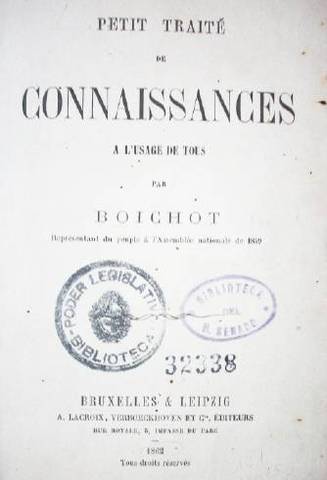 PETIT TRAITÉ
DE
CONNAISSANCES
A L'USAGE DE TOUS
PAR
BOICHOT
Représentant du peuple à l'Assemblée nationale de 1849
PODER LEGISLATIVO
BIBLIOTECA
BIBLIOTECA
DEL
H. SENADO
32338
BRUXELLES & LEIPZIG
A. LACROIX, VERBOECKHOVEN ET Cie, ÉDITEURS
RUE ROYALE, 3, IMPASSE DU PARC
1862
Tous droits réservés